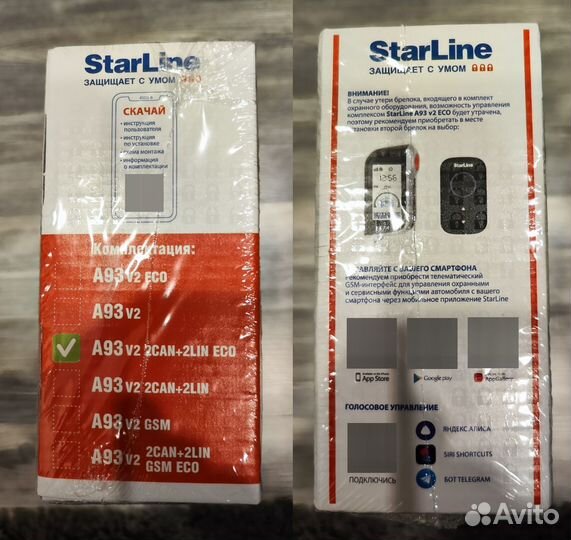 StarLine
ЗАЩИЩАЕТ С УМОМ
СКАЧАЙ
• инструкция
пользователя
• инструкция
по установке
• схема монтажа
• информация
о комплектации
Комплектация:
A93 V2 ECO
A93 V2
A93 V2 2CAN+2LIN ECO
A93 V2 2CAN+2LIN
A93 V2 GSM
A93 V2 2CAN+2LIN
GSM ECO
StarLine
ЗАЩИЩАЕТ С УМОМ
ВНИМАНИЕ!
В случае утери брелока, входящего в комплект
охранного оборудования, возможность управления
комплексом StarLine A93 v2 ECO будет утрачена,
поэтому рекомендуем приобретать в месте
установки второй брелок на выбор:
12:56
StarLine
УПРАВЛЯЙТЕ С ВАШЕГО СМАРТФОНА
рекомендуем приобрести телематический
GSM-интерфейс для управления охранными
и сервисными функциями автомобиля с вашего
смартфона через мобильное приложение StarLine
App Store
Google play
AppGallery
ГОЛОСОВОЕ УПРАВЛЕНИЕ
ЯНДЕКС АЛИСА
SIRI SHORTCUTS
БОТ TELEGRAM
ПОДКЛЮЧИСЬ
Avito